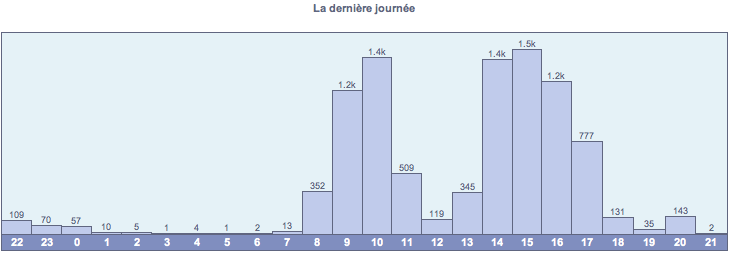 La dernière journée
1.5k
1.4k 1.4k
1.2k 1.2k
777
509
352 345
109 70 57 10 5 1 4 1 2 13 119 131 35 143 2
22 23 0 1 2 3 4 5 6 7 8 9 10 11 12 13 14 15 16 17 18 19 20 21